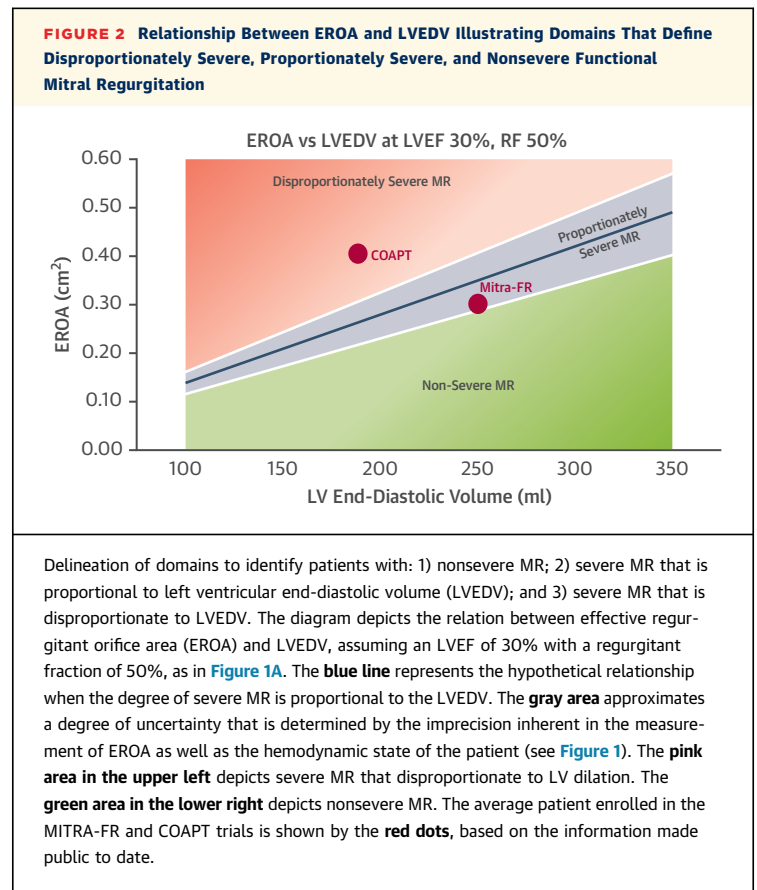 FIGURE 2 Relationship Between EROA and LVEDV Illustrating Domains That Define
Disproportionately Severe, Proportionately Severe, and Nonsevere Functional
Mitral Regurgitation
EROA vs LVEDV at LVEF 30%, RF 50%
0.60
0.50
0.40
0.30
0.20
0.10
0.00
EROA (cm²)
Disproportionately Severe MR
COAPT
Proportionately
Severe MR
Mitra-FR
Non-Severe MR
100
150
200
250
300
350
LV End-Diastolic Volume (ml)
Delineation of domains to identify patients with: 1) nonsevere MR; 2) severe MR that is
proportional to left ventricular end-diastolic volume (LVEDV); and 3) severe MR that is
disproportionate to LVEDV. The diagram depicts the relation between effective regur-
gitant orifice area (EROA) and LVEDV, assuming an LVEF of 30% with a regurgitant
fraction of 50%, as in Figure 1A. The blue line represents the hypothetical relationship
when the degree of severe MR is proportional to the LVEDV. The gray area approximates
a degree of uncertainty that is determined by the imprecision inherent in the measure-
ment of EROA as well as the hemodynamic state of the patient (see Figure 1). The pink
area in the upper left depicts severe MR that disproportionate to LV dilation. The
green area in the lower right depicts nonsevere MR. The average patient enrolled in the
MITRA-FR and COAPT trials is shown by the red dots, based on the information made
public to date.